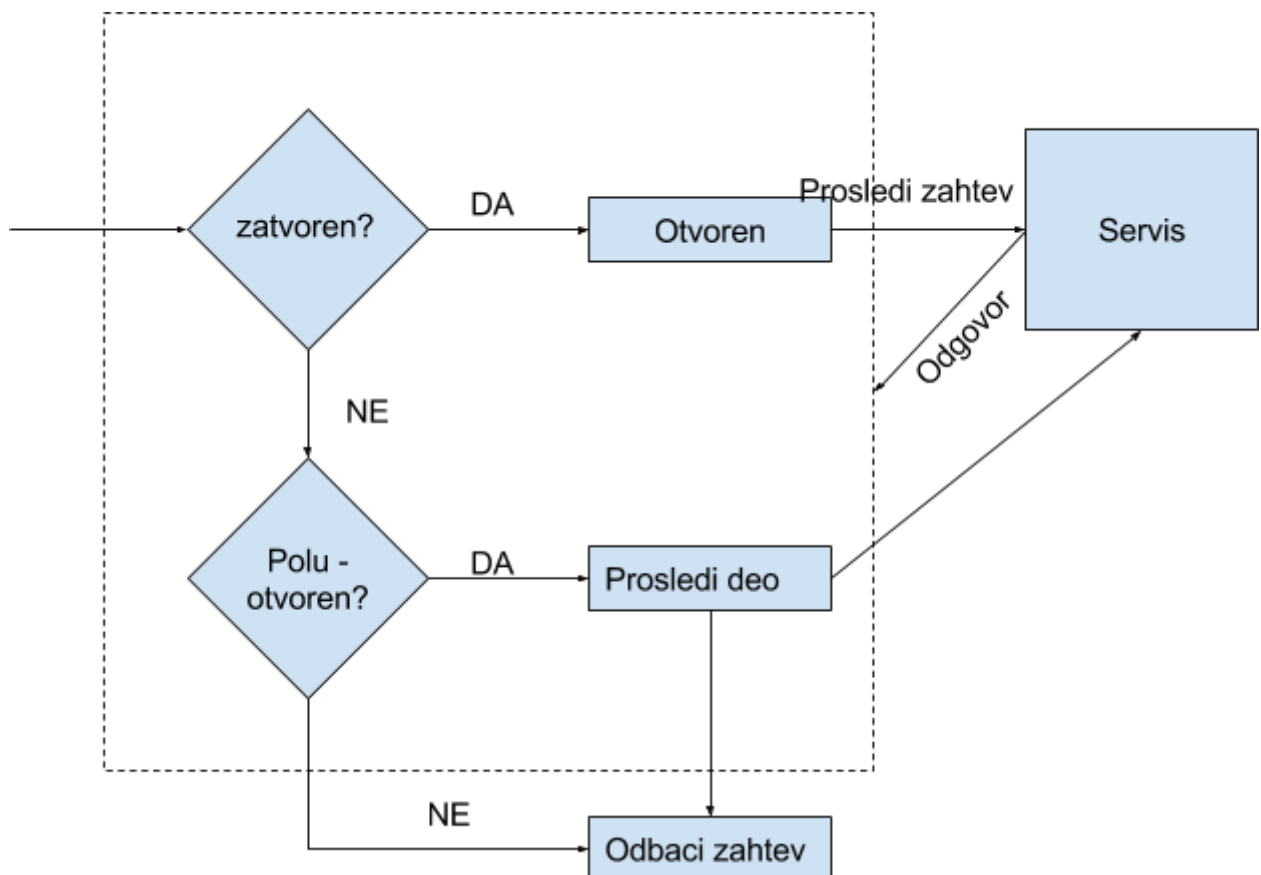 Prosledi zahtev
zatvoren?
DA
Otvoren
Servis
Odgovor
NE
Polu -
otvoren?
DA
Prosledi deo
NE
Odbaci zahtev